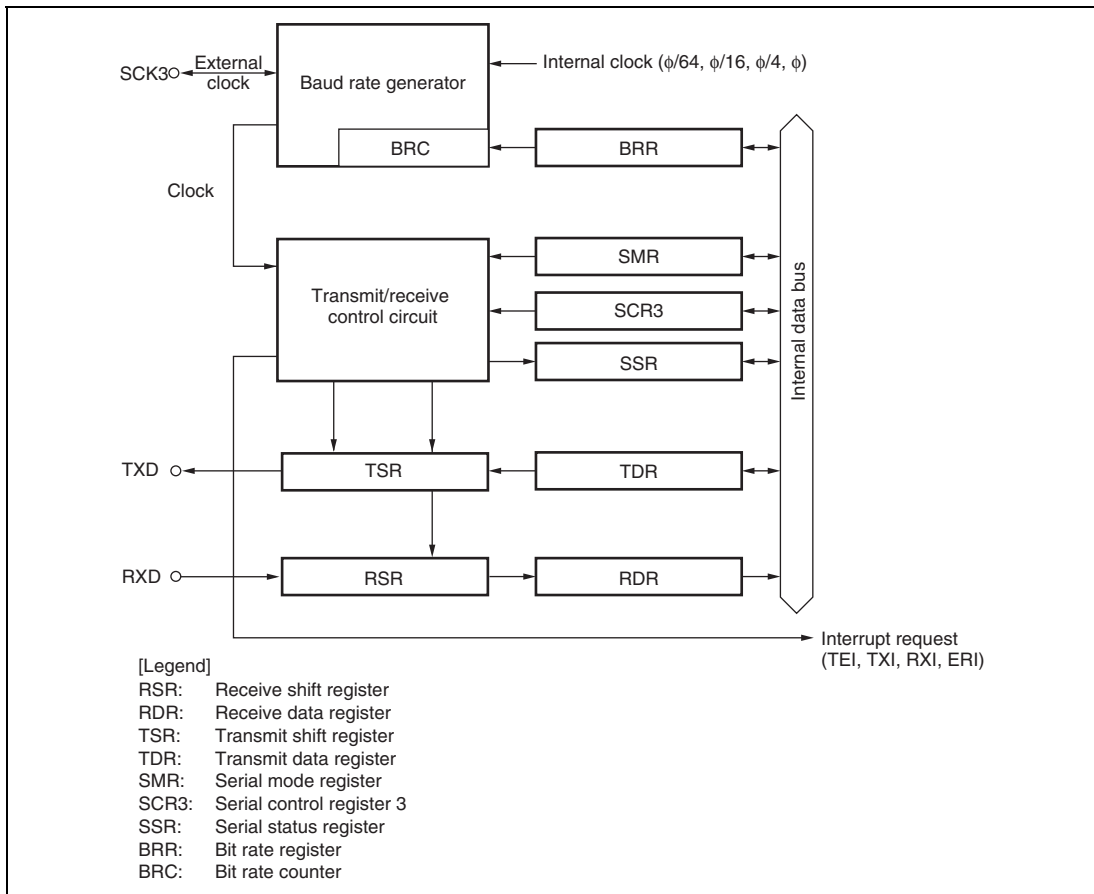 SCK3
External
clock
Baud rate generator
Internal clock (ϕ/64, ϕ/16, ϕ/4, ϕ)
BRC
BRR
Clock
Transmit/receive
control circuit
SMR
SCR3
SSR
Internal data bus
TXD
TSR
TDR
RXD
RSR
RDR
Interrupt request
(TEI, TXI, RXI, ERI)
[Legend]
RSR: Receive shift register
RDR: Receive data register
TSR: Transmit shift register
TDR: Transmit data register
SMR: Serial mode register
SCR3: Serial control register 3
SSR: Serial status register
BRR: Bit rate register
BRC: Bit rate counter